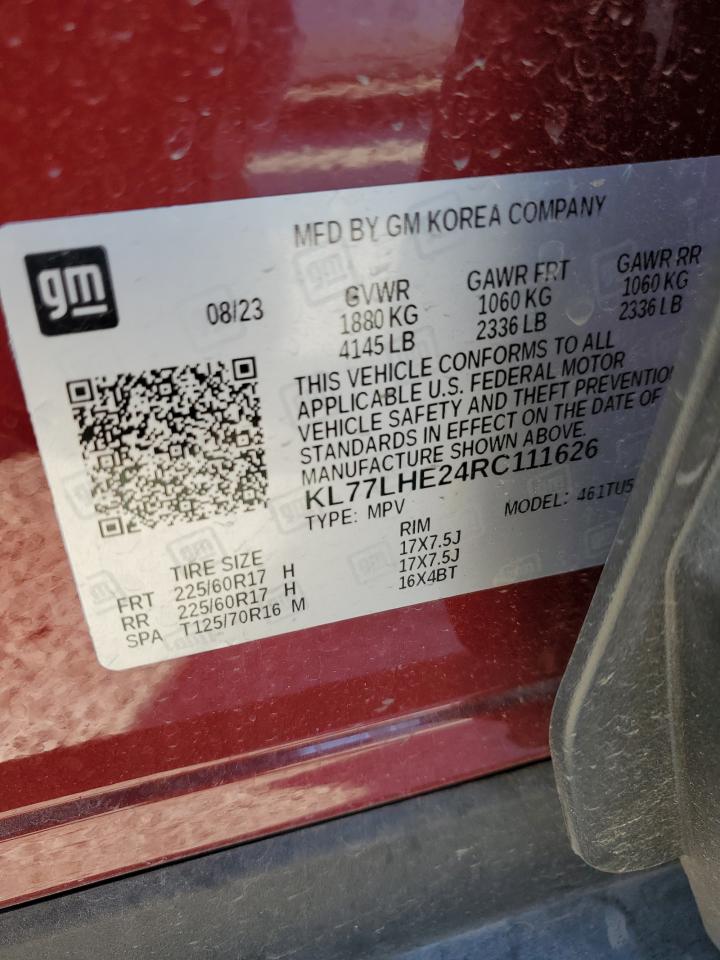 MFD BY GM KOREA COMPANY
gm
08/23
GVWR GAWR FRT GAWR RR
1880 KG 1060 KG 1060 KG
4145 LB 2336 LB 2336 LB
THIS VEHICLE CONFORMS TO ALL
APPLICABLE U.S. FEDERAL MOTOR
VEHICLE SAFETY AND THEFT PREVENTIO
STANDARDS IN EFFECT ON THE DATE OF
MANUFACTURE SHOWN ABOVE.
KL77LHE24RC111626
TYPE: MPV MODEL: 461TU5
TIRE SIZE RIM
FRT 225/60R17 H 17X7.5J
RR 225/60R17 H 17X7.5J
SPA T125/70R16 M 16X4BT